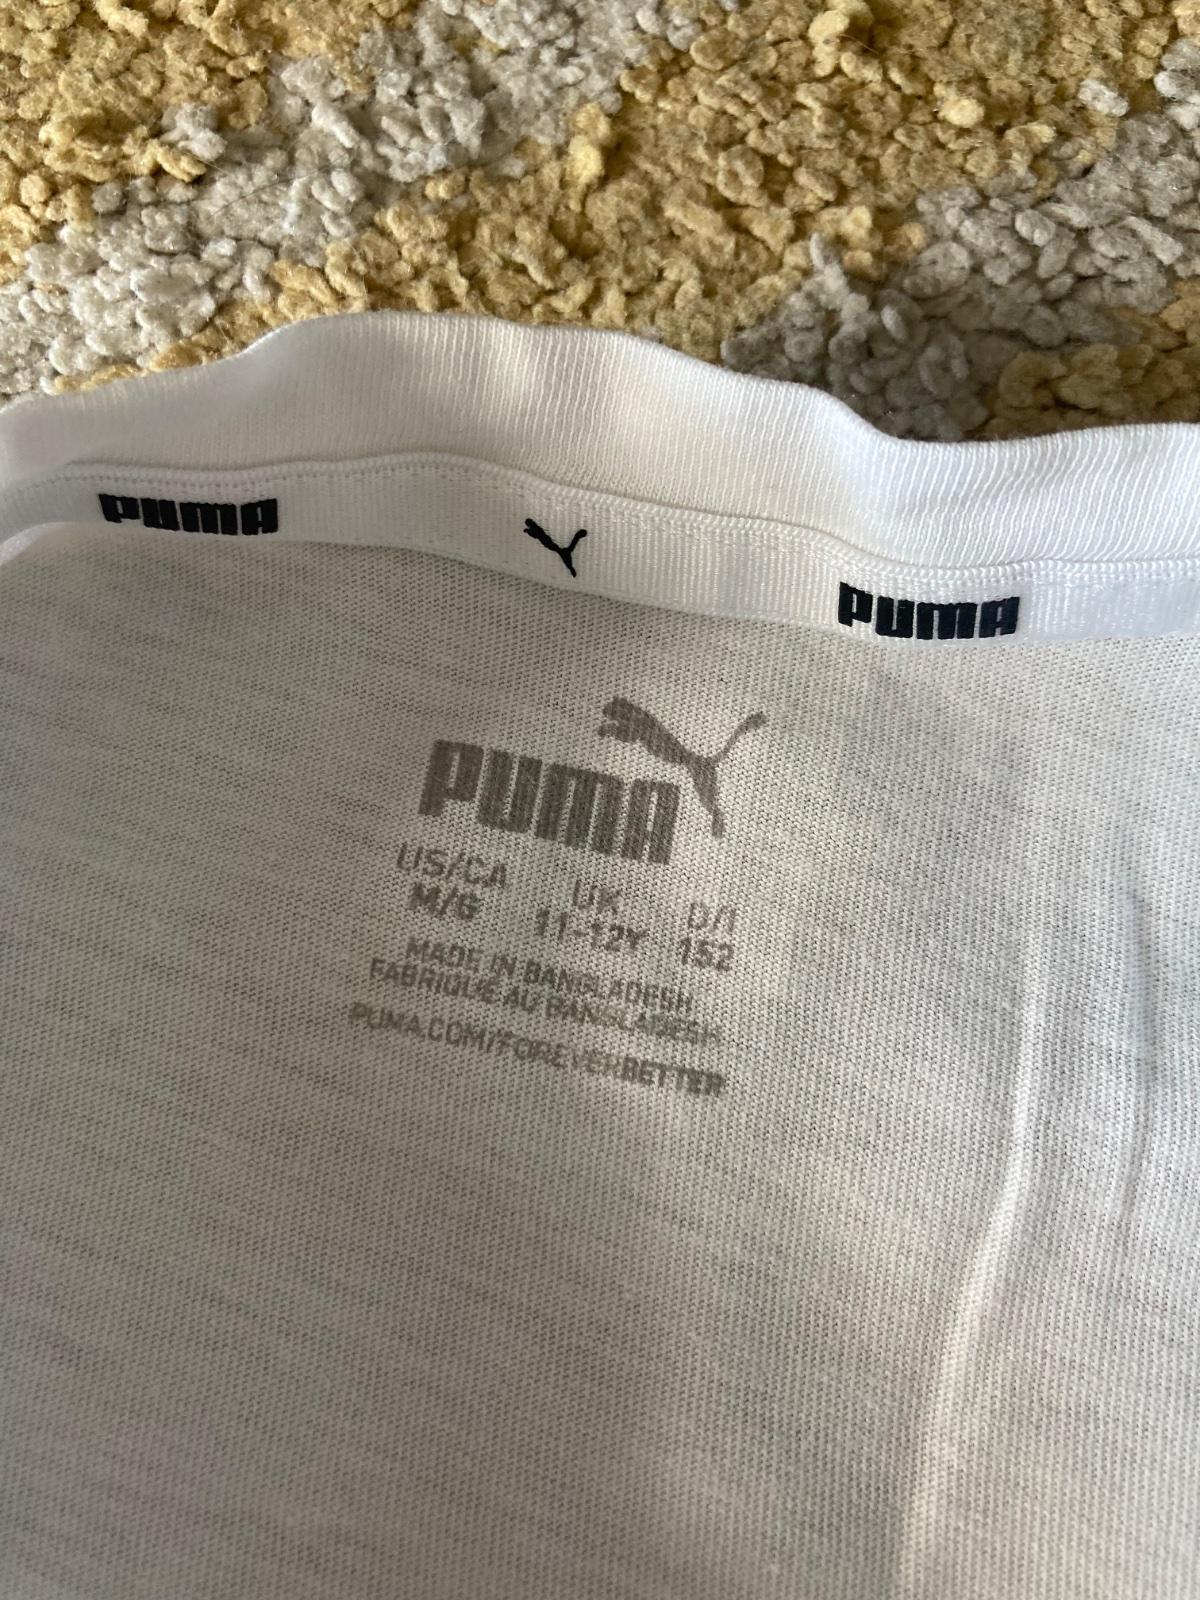 PUMA
PUMA
PUMA
US/CA UK D/I
M/G 11-12Y 152
MADE IN BANGLADESH
FABRIQUÉ AU BANGLADESH
PUMA.COM/FOREVERBETTER